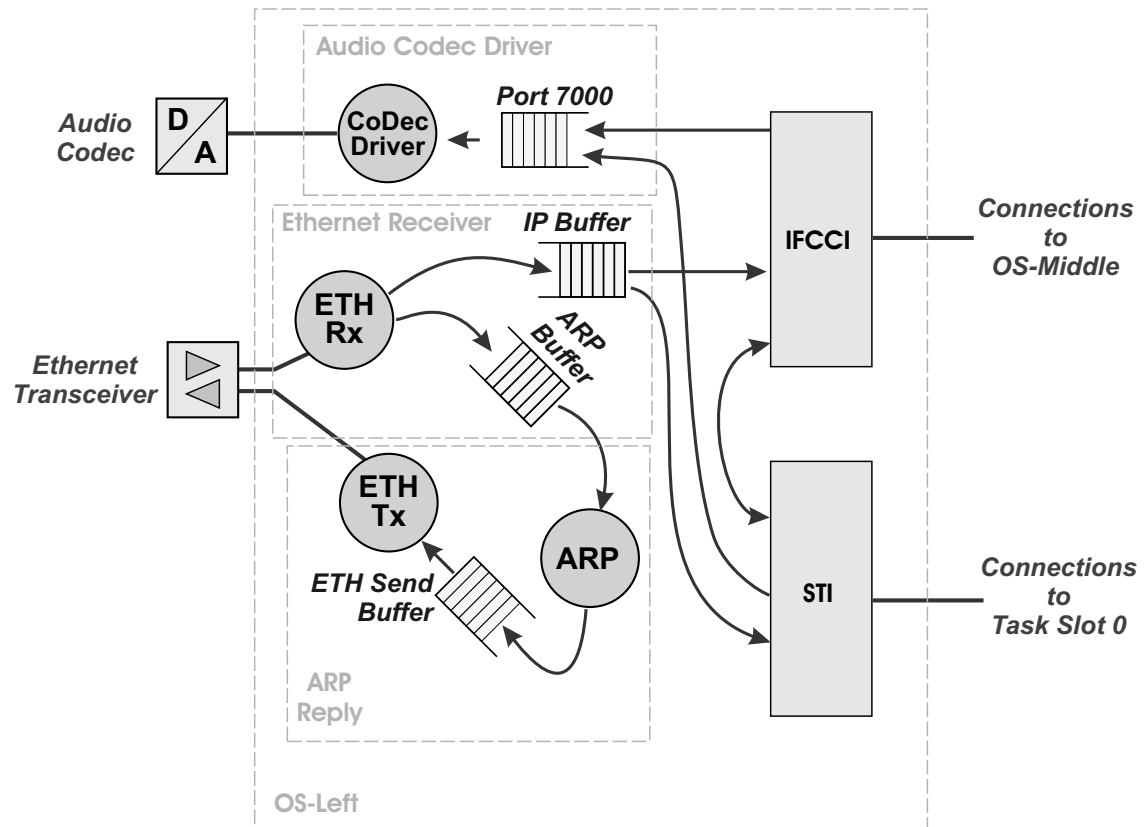 Audio Codec Driver
Port 7000
CoDec
Driver
D
A
Audio
Codec
Ethernet Receiver
IP Buffer
ETH
Rx
ARP
Buffer
IFCCI
Connections
to
OS-Middle
Ethernet
Transceiver
ETH
Tx
ARP
ETH Send
Buffer
STI
Connections
to
Task Slot 0
ARP
Reply
OS-Left